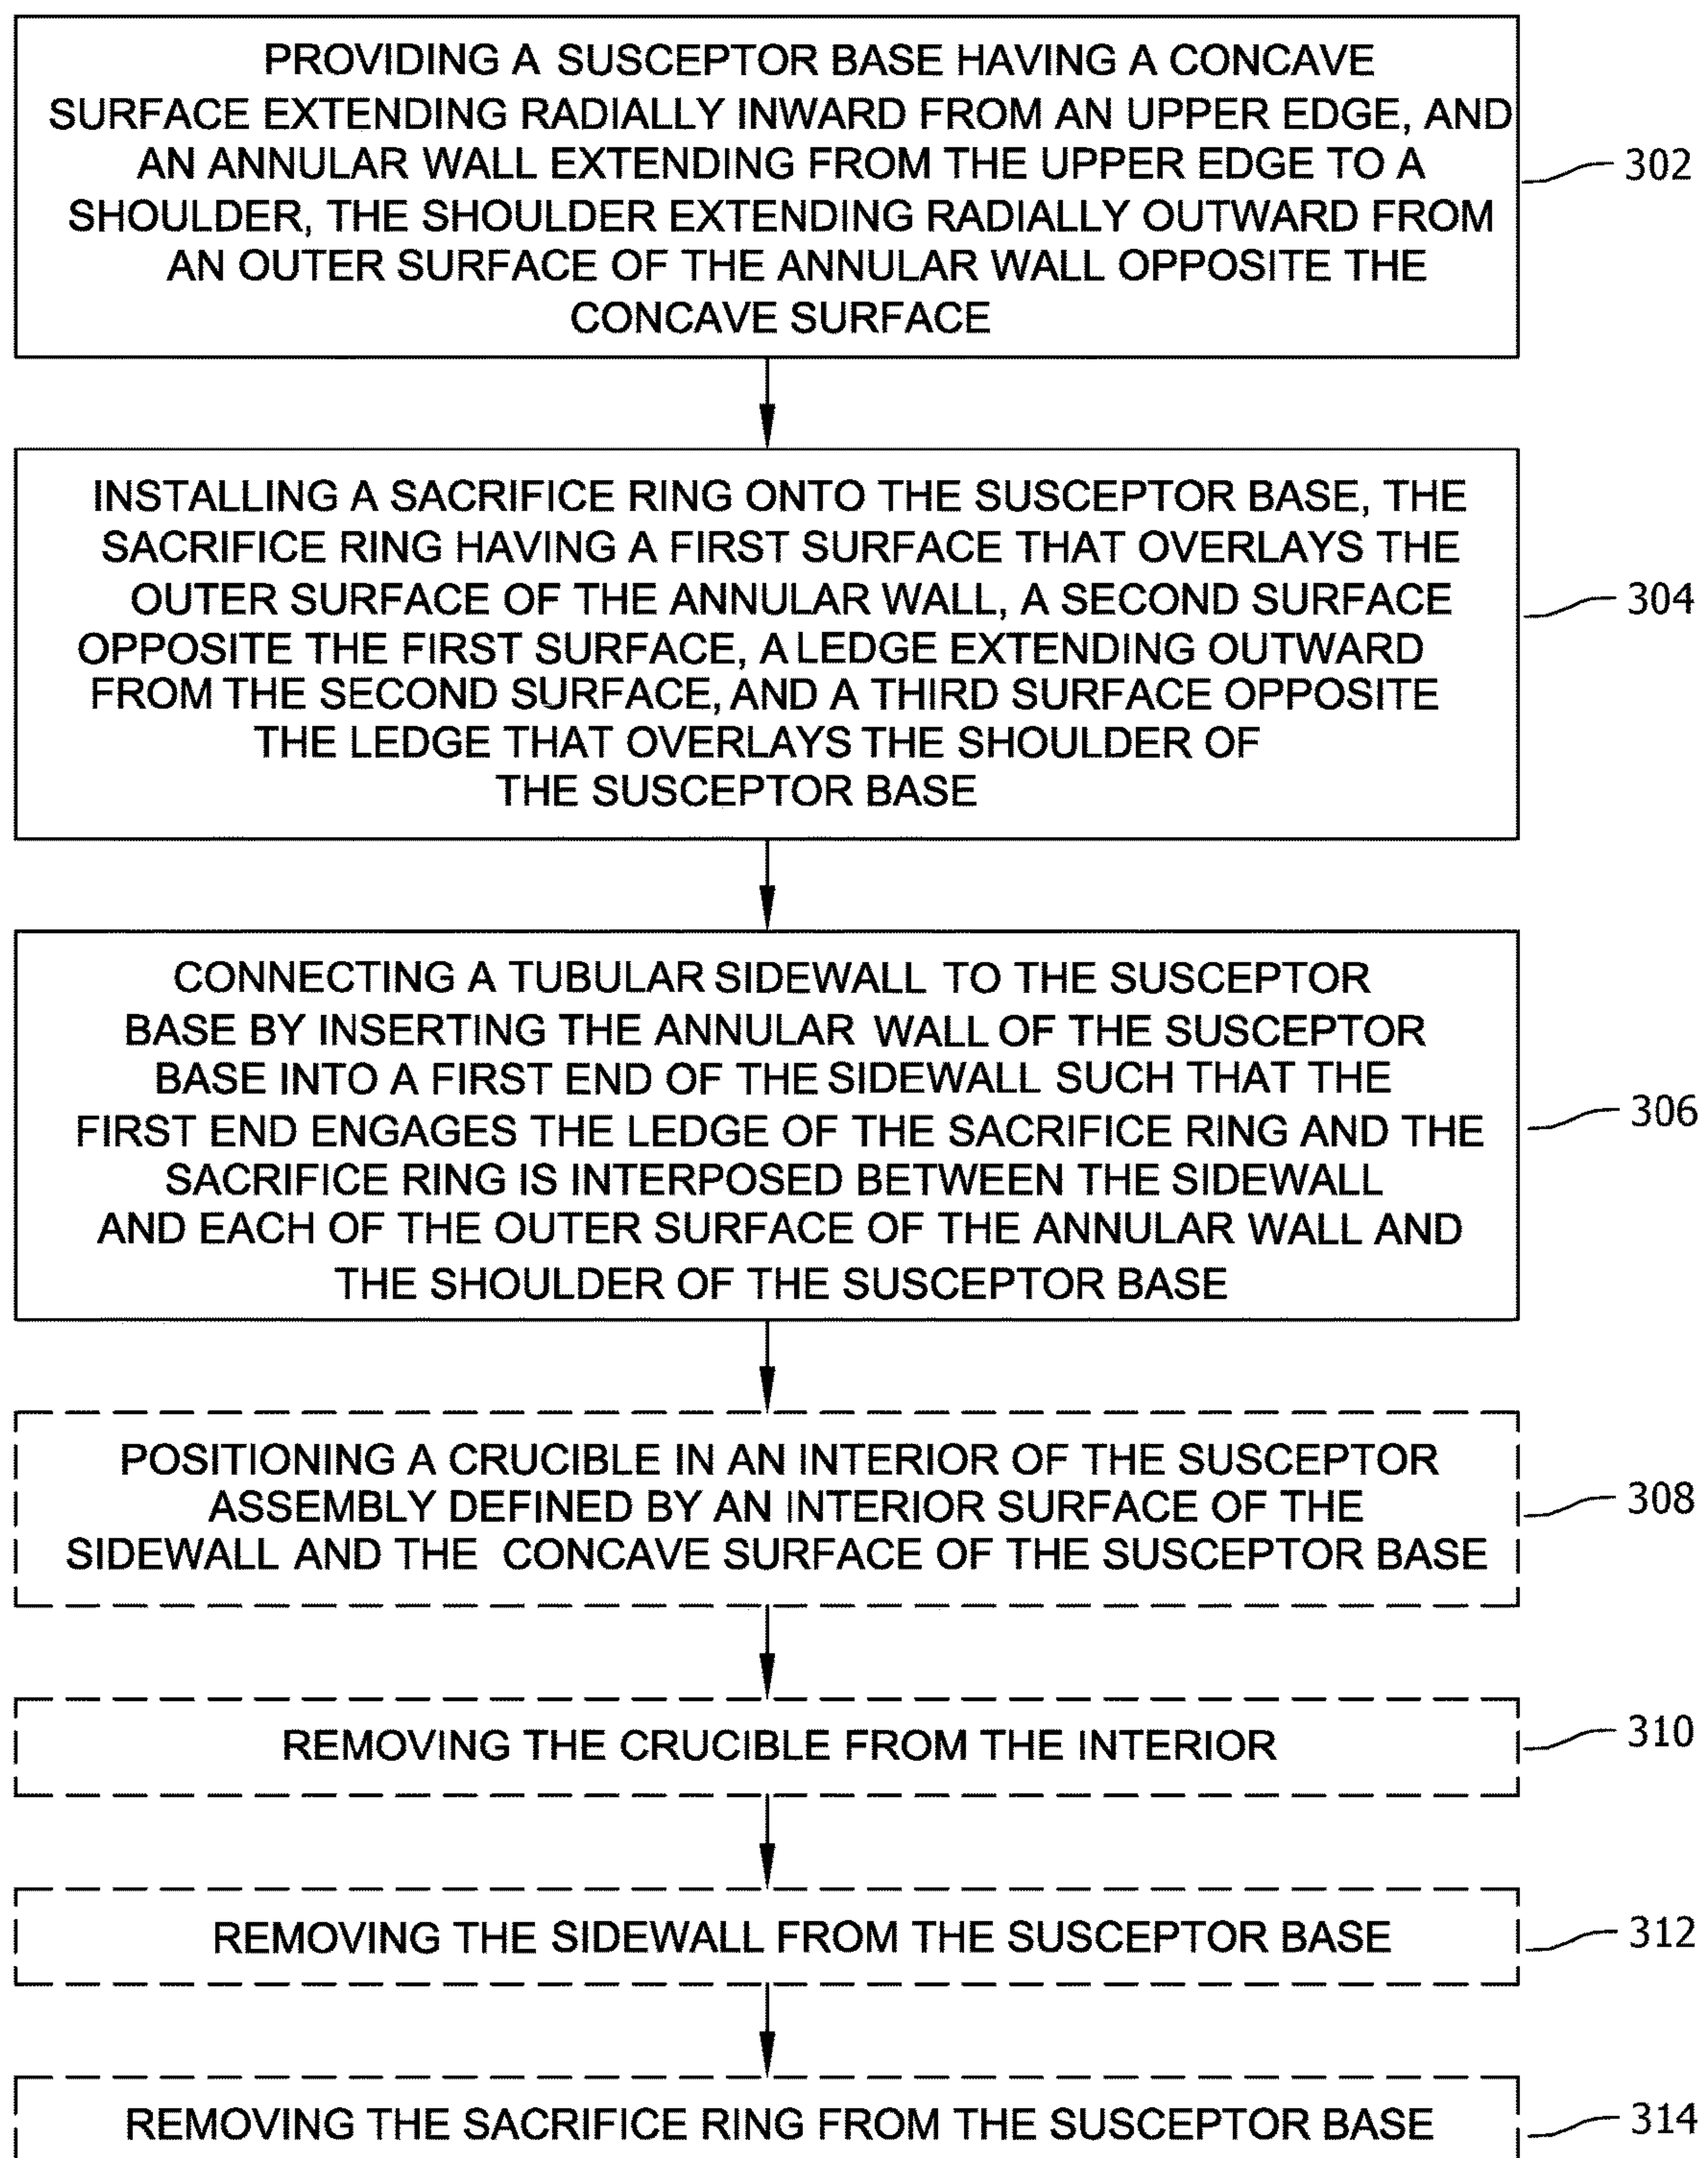 PROVIDING A SUSCEPTOR BASE HAVING A CONCAVE
SURFACE EXTENDING RADIALLY INWARD FROM AN UPPER EDGE, AND
AN ANNULAR WALL EXTENDING FROM THE UPPER EDGE TO A
SHOULDER, THE SHOULDER EXTENDING RADIALLY OUTWARD FROM
AN OUTER SURFACE OF THE ANNULAR WALL OPPOSITE THE
CONCAVE SURFACE
302
INSTALLING A SACRIFICE RING ONTO THE SUSCEPTOR BASE, THE
SACRIFICE RING HAVING A FIRST SURFACE THAT OVERLAYS THE
OUTER SURFACE OF THE ANNULAR WALL, A SECOND SURFACE
OPPOSITE THE FIRST SURFACE, A LEDGE EXTENDING OUTWARD
FROM THE SECOND SURFACE, AND A THIRD SURFACE OPPOSITE
THE LEDGE THAT OVERLAYS THE SHOULDER OF
THE SUSCEPTOR BASE
304
CONNECTING A TUBULAR SIDEWALL TO THE SUSCEPTOR
BASE BY INSERTING THE ANNULAR WALL OF THE SUSCEPTOR
BASE INTO A FIRST END OF THE SIDEWALL SUCH THAT THE
FIRST END ENGAGES THE LEDGE OF THE SACRIFICE RING AND THE
SACRIFICE RING IS INTERPOSED BETWEEN THE SIDEWALL
AND EACH OF THE OUTER SURFACE OF THE ANNULAR WALL AND
THE SHOULDER OF THE SUSCEPTOR BASE
306
POSITIONING A CRUCIBLE IN AN INTERIOR OF THE SUSCEPTOR
ASSEMBLY DEFINED BY AN INTERIOR SURFACE OF THE
SIDEWALL AND THE CONCAVE SURFACE OF THE SUSCEPTOR BASE
308
REMOVING THE CRUCIBLE FROM THE INTERIOR
310
REMOVING THE SIDEWALL FROM THE SUSCEPTOR BASE
312
REMOVING THE SACRIFICE RING FROM THE SUSCEPTOR BASE
314